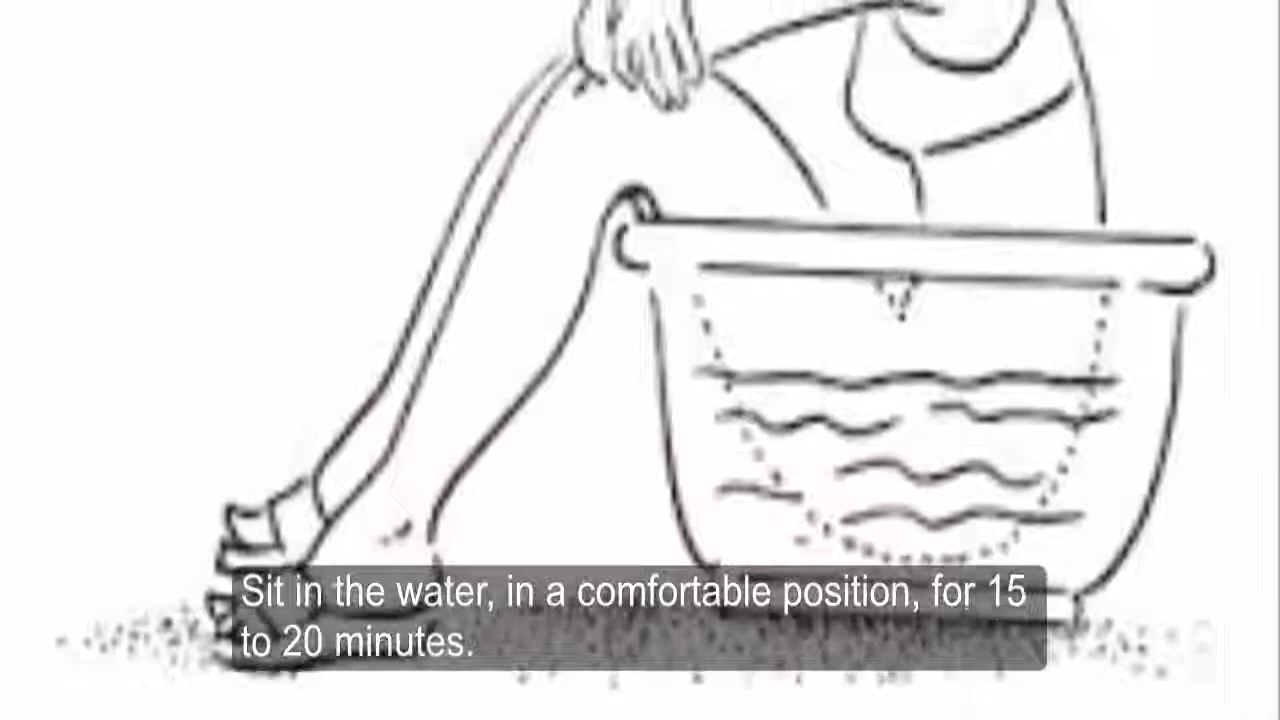 Sit in the water, in a comfortable position, for 15
to 20 minutes.